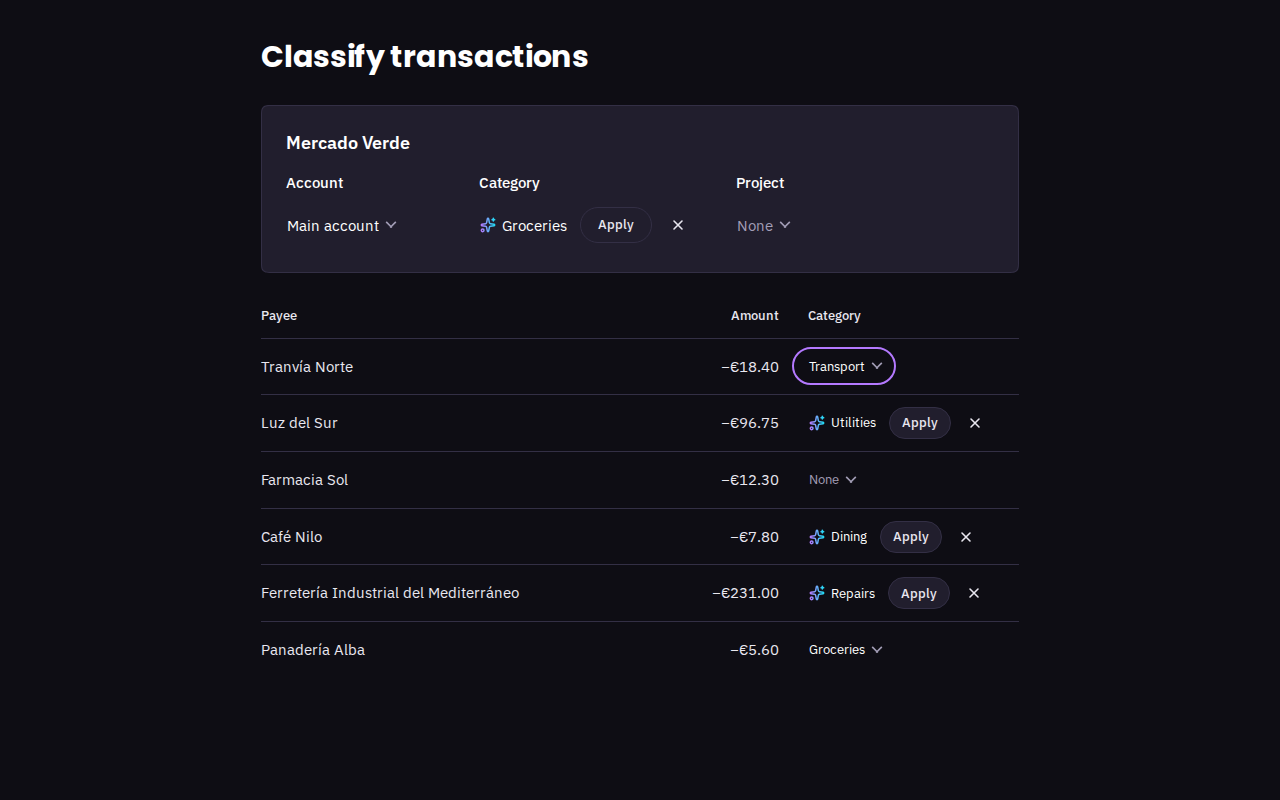 Classify transactions
Mercado Verde
Account Category Project
Main account Groceries Apply None
Payee Amount Category
Tranvía Norte −€18.40 Transport
Luz del Sur −€96.75 Utilities Apply
Farmacia Sol −€12.30 None
Café Nilo −€7.80 Dining Apply
Ferretería Industrial del Mediterráneo −€231.00 Repairs Apply
Panadería Alba −€5.60 Groceries